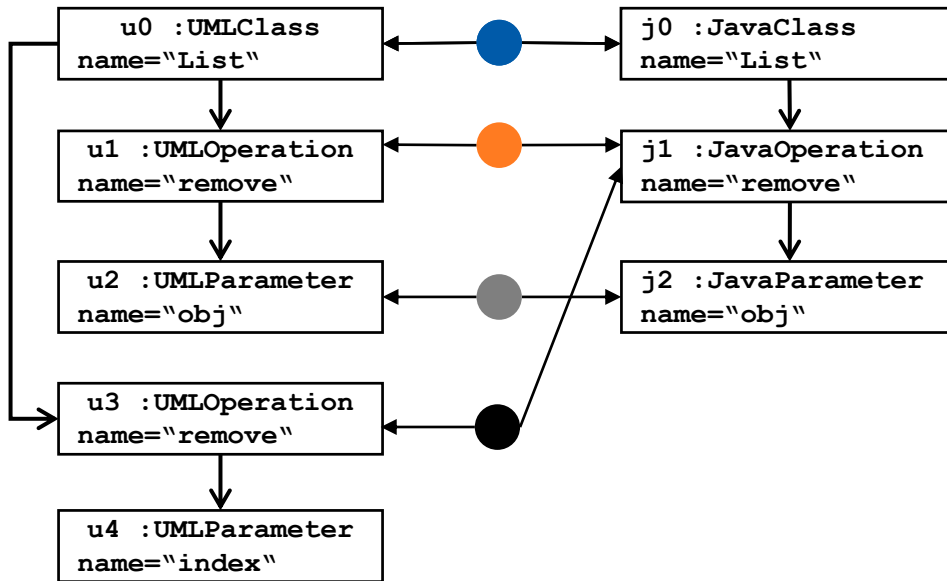 u0 :UMLClass
name=“List“
j0 :JavaClass
name=“List“
u1 :UMLOperation
name=“remove“
j1 :JavaOperation
name=“remove“
u2 :UMLParameter
name=“obj“
j2 :JavaParameter
name=“obj“
u3 :UMLOperation
name=“remove“
u4 :UMLParameter
name=“index“